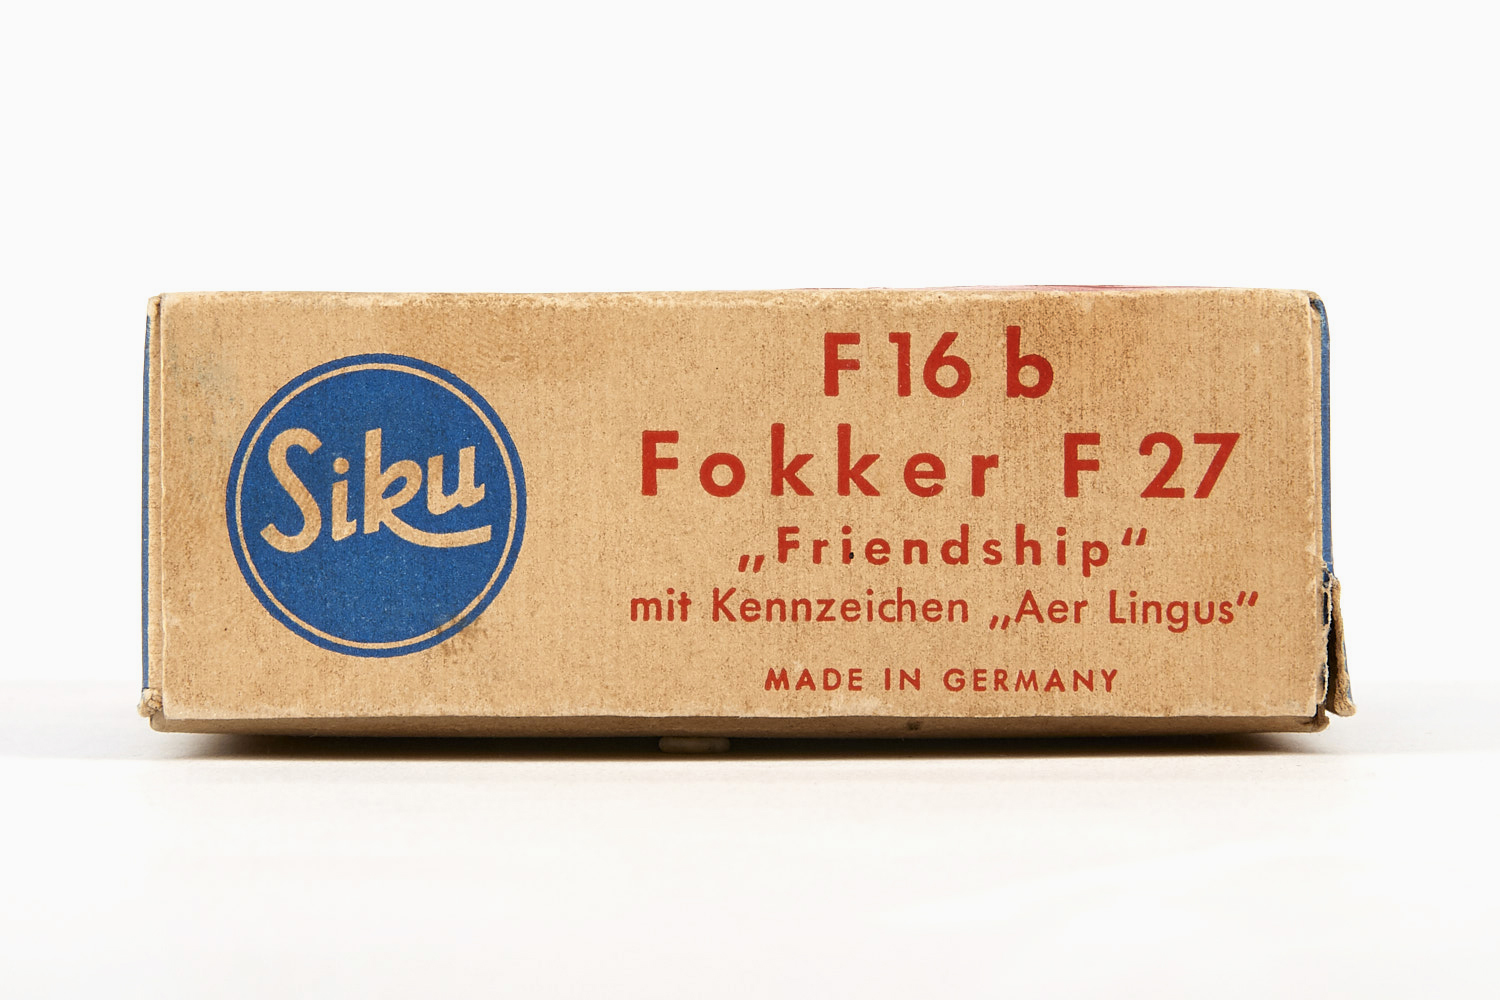 Siku
F 16 b
Fokker F 27
„Friendship“
mit Kennzeichen „Aer Lingus“
MADE IN GERMANY